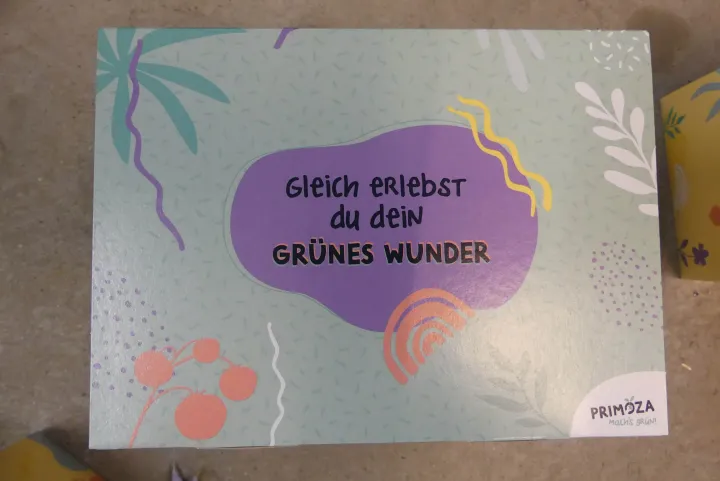 Gleich erlebst
du dein
GRÜNES WUNDER
PRIMOZA
macht grün!